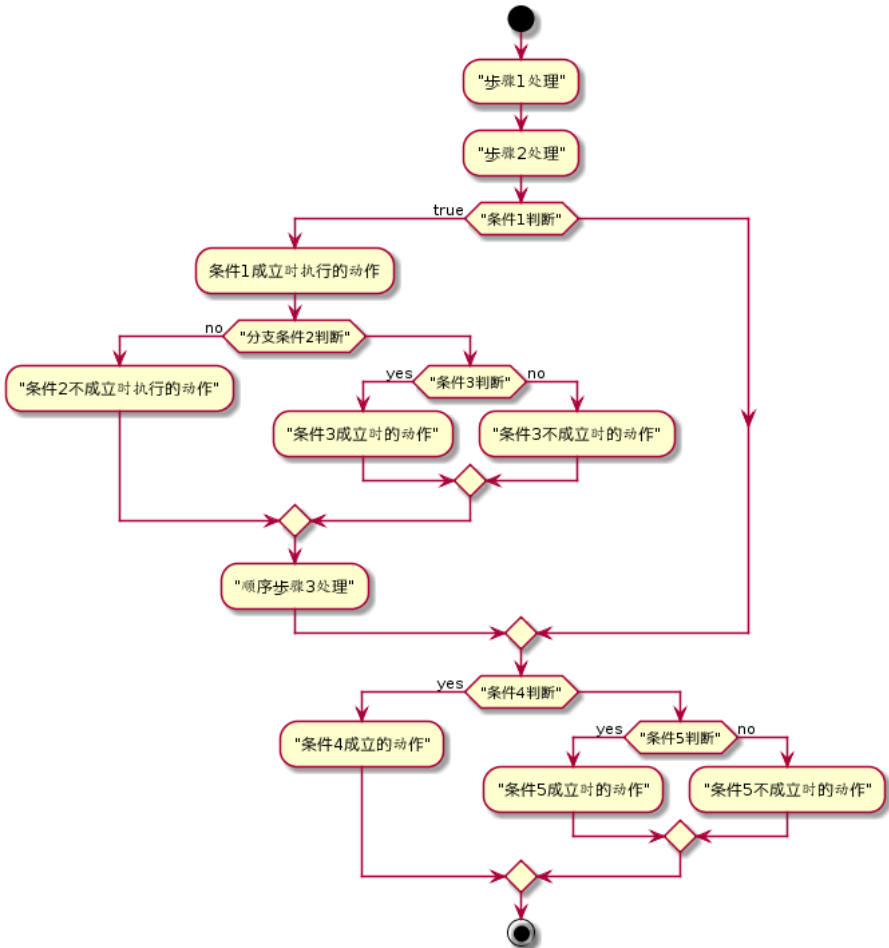 "步骤1处理"
"步骤2处理"
true
"条件1判断"
条件1成立时执行的动作
no
"分支条件2判断"
"条件2不成立时执行的动作"
yes
"条件3判断"
no
"条件3成立时的动作"
"条件3不成立时的动作"
"顺序步骤3处理"
yes
"条件4判断"
"条件4成立的动作"
yes
"条件5判断"
no
"条件5成立时的动作"
"条件5不成立时的动作"